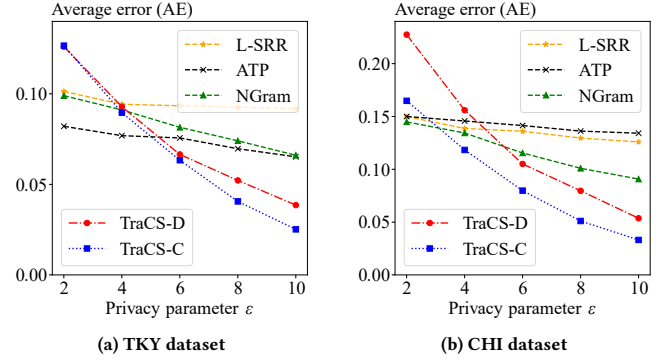 Average error (AE)
0.10
0.05
0.00
L-SRR
ATP
NGram
TraCS-D
TraCS-C
2 4 6 8 10
Privacy parameter ε
(a) TKY dataset
Average error (AE)
0.20
0.15
0.10
0.05
0.00
L-SRR
ATP
NGram
TraCS-D
TraCS-C
2 4 6 8 10
Privacy parameter ε
(b) CHI dataset